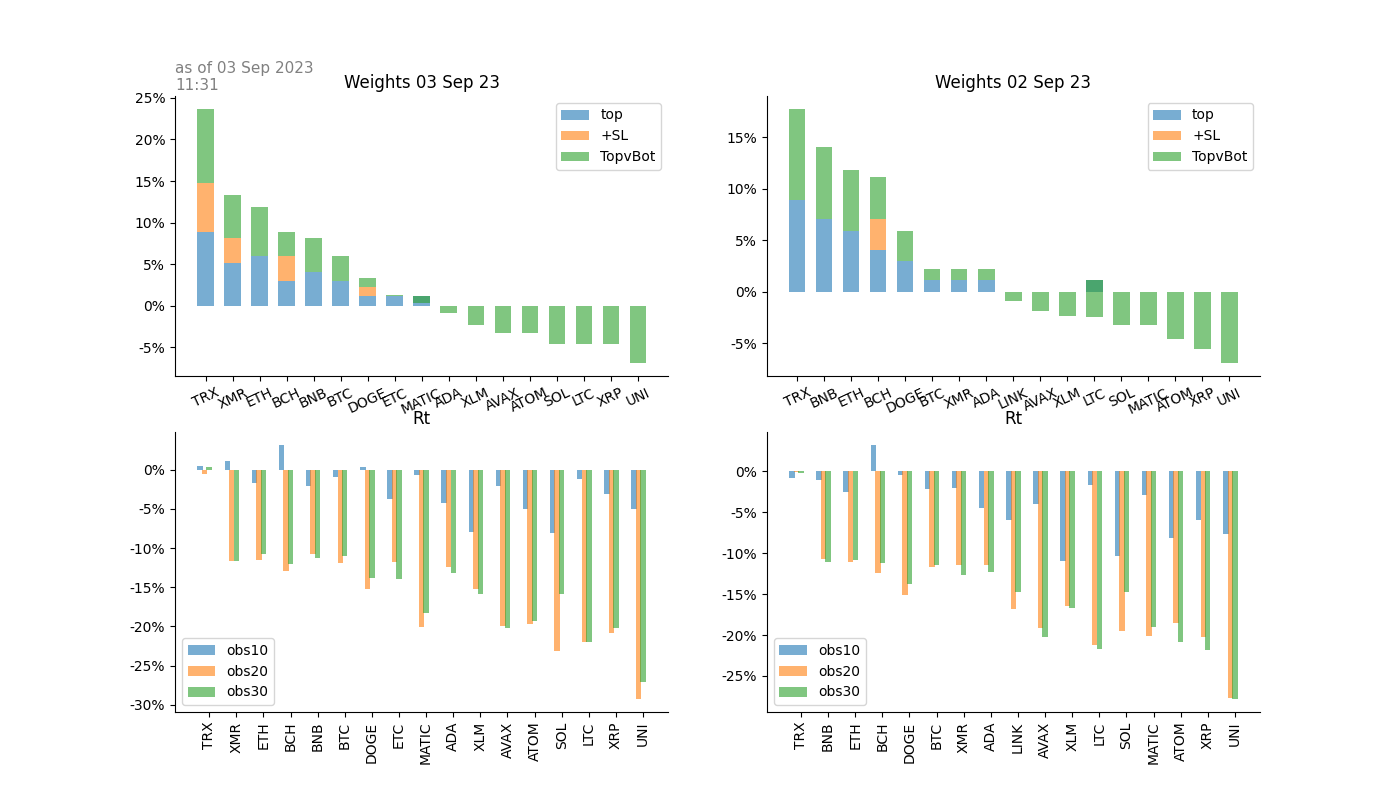 as of 03 Sep 2023
11:31
Weights 03 Sep 23
25%
20%
15%
10%
5%
0%
-5%
top
+SL
TopvBot
TRX XMR ETH BCH BNB BTC DOGE ETC MATIC ADA XLM AVAX ATOM SOL LTC XRP UNI
Weights 02 Sep 23
15%
10%
5%
0%
-5%
top
+SL
TopvBot
TRX BNB ETH BCH DOGE BTC XMR ADA LINK AVAX XLM LTC SOL MATIC ATOM XRP UNI
Rt
0%
-5%
-10%
-15%
-20%
-25%
-30%
obs10
obs20
obs30
TRX XMR ETH BCH BNB BTC DOGE ETC MATIC ADA XLM AVAX ATOM SOL LTC XRP UNI
Rt
0%
-5%
-10%
-15%
-20%
-25%
obs10
obs20
obs30
TRX BNB ETH BCH DOGE BTC XMR ADA LINK AVAX XLM LTC SOL MATIC ATOM XRP UNI